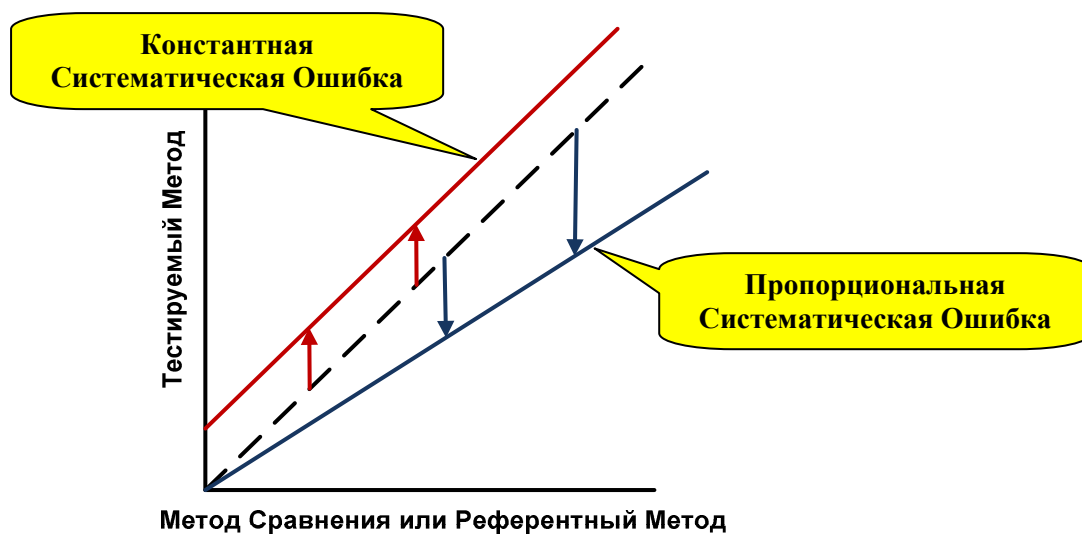 Константная
Систематическая Ошибка
Тестируемый Метод
Пропорциональная
Систематическая Ошибка
Метод Сравнения или Референтный Метод